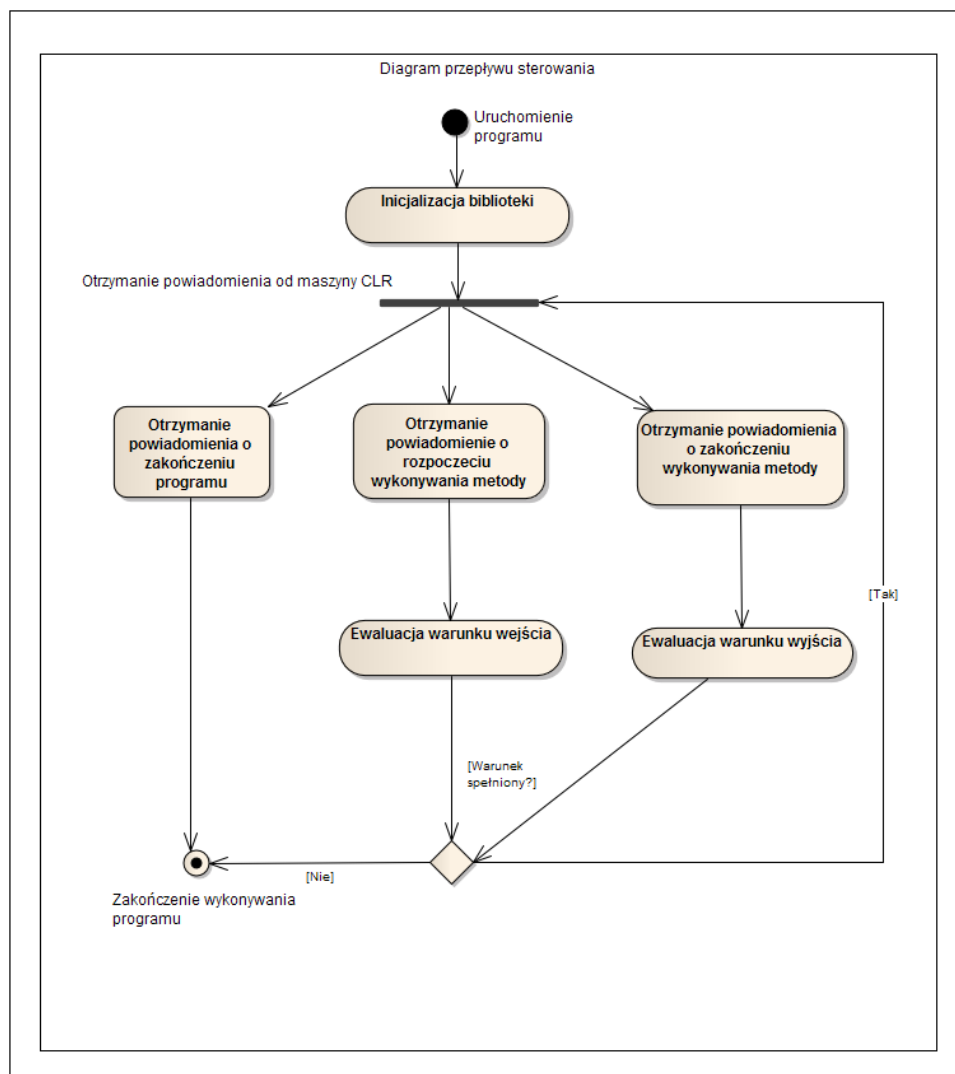 Diagram przepływu sterowania
Uruchomienie
programu
Inicjalizacja biblioteki
Otrzymanie powiadomienia od maszyny CLR
Otrzymanie
powiadomienia o
zakończeniu
programu
Otrzymanie
powiadomienie o
rozpoczeciu
wykonywania metody
Otrzymanie powiadomienia
o zakończeniu
wykonywania metody
[Tak]
Ewaluacja warunku wejścia
Ewaluacja warunku wyjścia
[Warunek
spełniony?]
[Nie]
Zakończenie wykonywania
programu